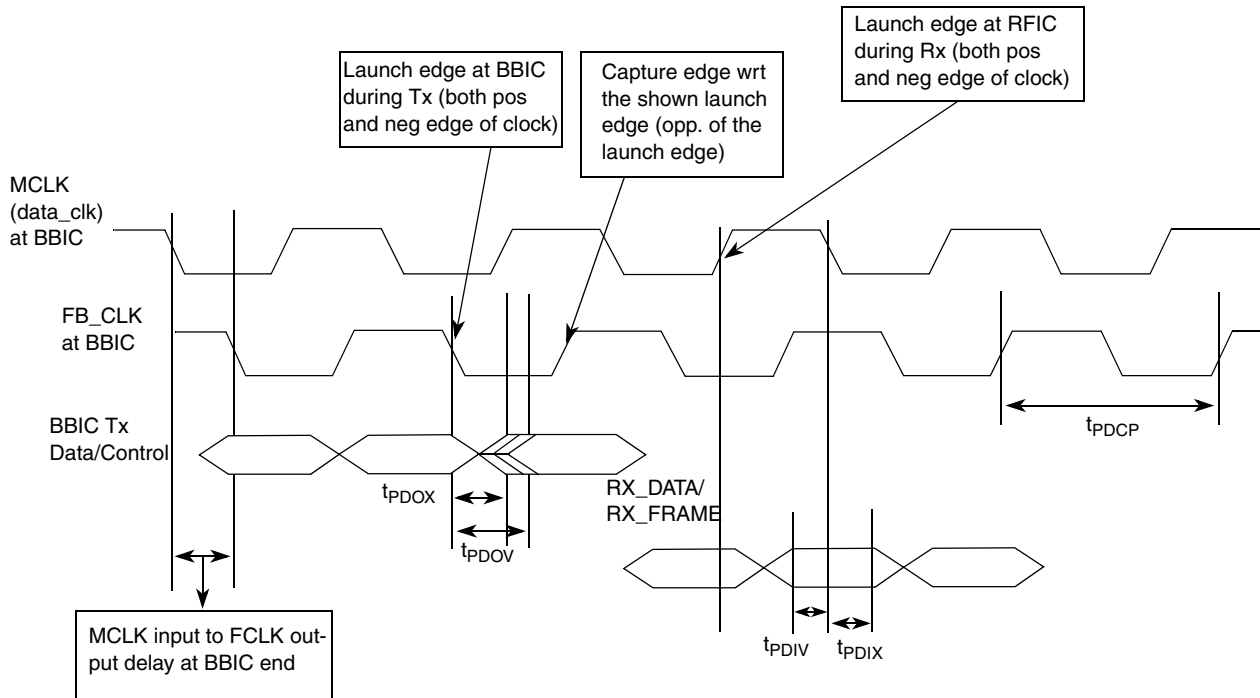 Launch edge at RFIC
during Rx (both pos
and neg edge of clock)
Launch edge at BBIC
during Tx (both pos
and neg edge of clock)
Capture edge wrt
the shown launch
edge (opp. of the
launch edge)
MCLK
(data_clk)
at BBIC
FB_CLK
at BBIC
tPDCP
BBIC Tx
Data/Control
tPDOX
tPDOV
RX_DATA/
RX_FRAME
tPDIV
tPDIX
MCLK input to FCLK out-
put delay at BBIC end